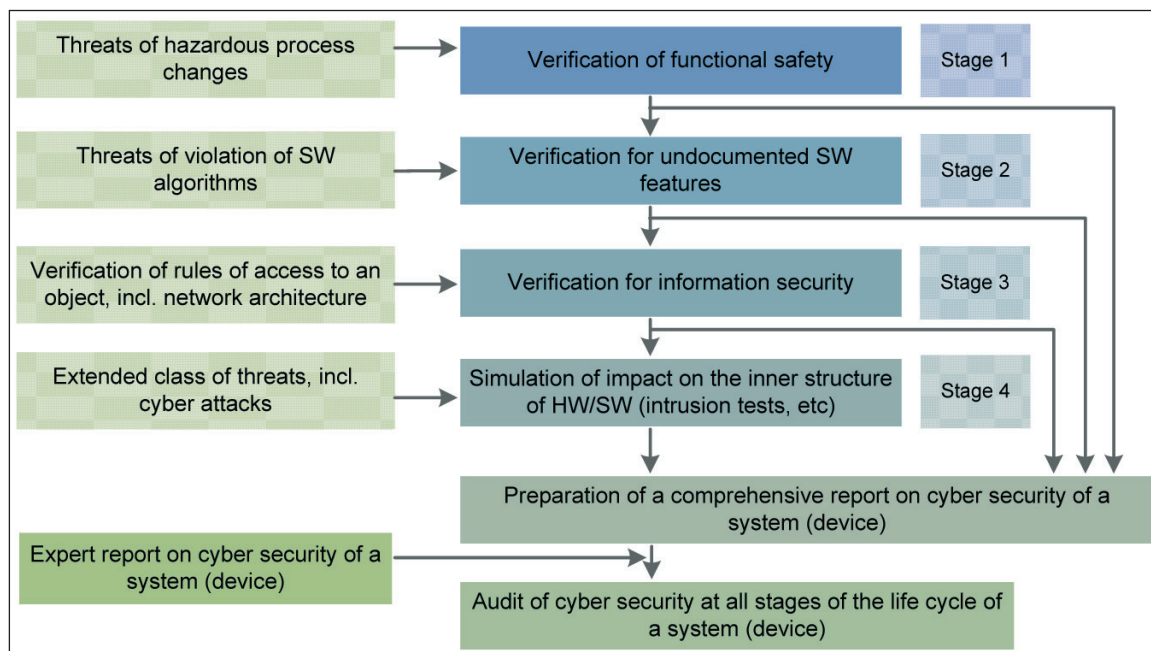 Threats of hazardous process
changes
Verification of functional safety
Stage 1
Threats of violation of SW
algorithms
Verification for undocumented SW
features
Stage 2
Verification of rules of access to an
object, incl. network architecture
Verification for information security
Stage 3
Extended class of threats, incl.
cyber attacks
Simulation of impact on the inner structure
of HW/SW (intrusion tests, etc)
Stage 4
Preparation of a comprehensive report on cyber security of a
system (device)
Expert report on cyber security of a
system (device)
Audit of cyber security at all stages of the life cycle of
a system (device)